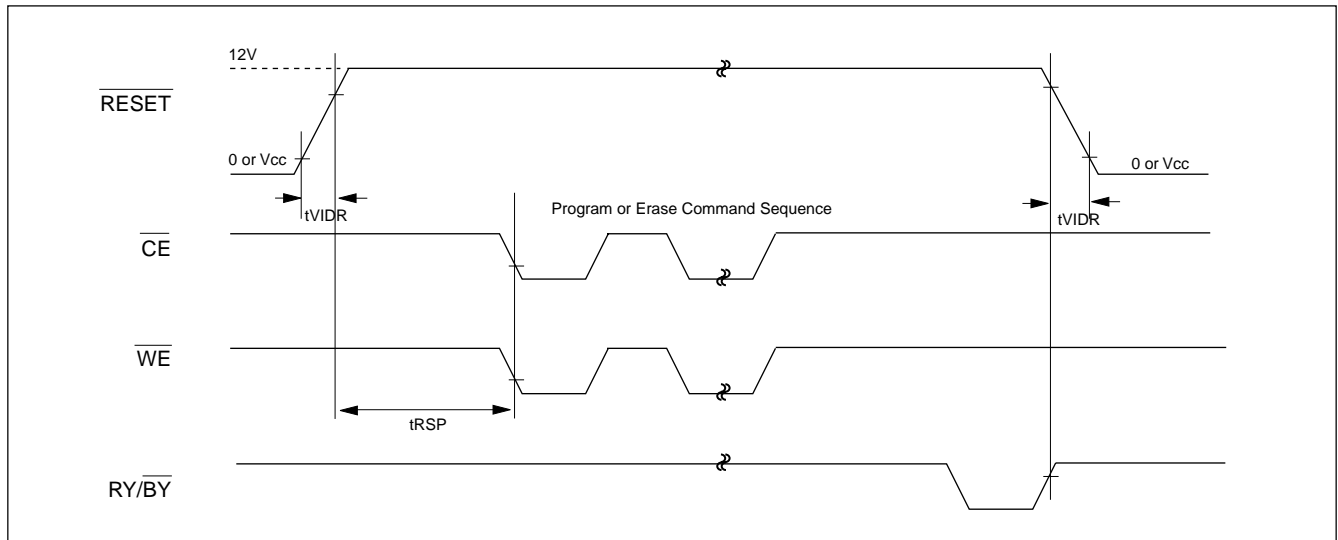 12V
RESET
0 or Vcc
0 or Vcc
tVIDR
tVIDR
Program or Erase Command Sequence
CE
WE
tRSP
RY/BY